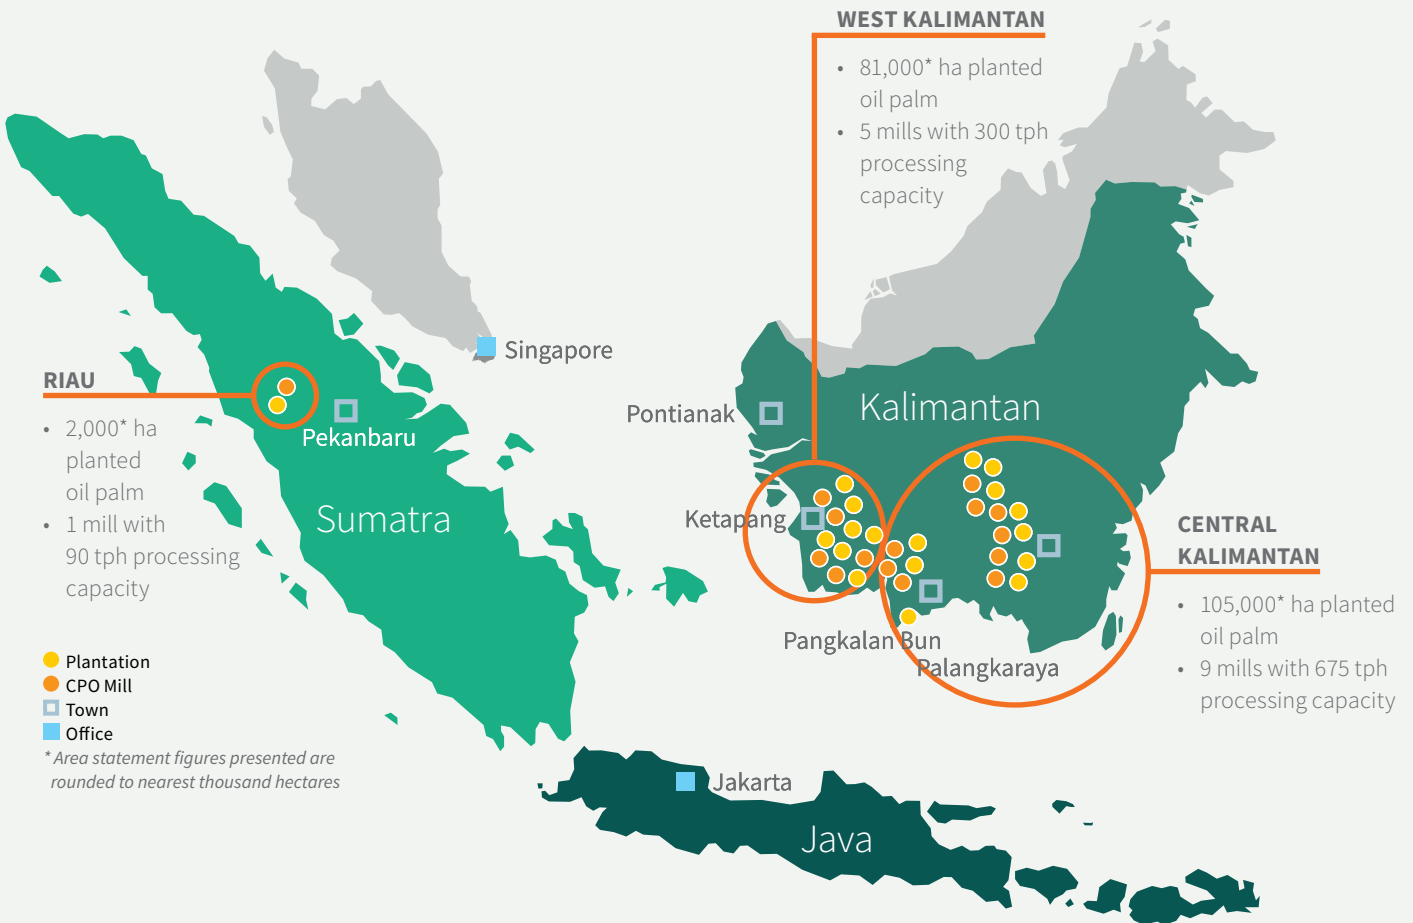 WEST KALIMANTAN
• 81,000* ha planted
oil palm
• 5 mills with 300 tph
processing
capacity
Singapore
RIAU
• 2,000* ha
planted
oil palm
• 1 mill with
90 tph processing
capacity
Pekanbaru
Sumatra
Pontianak
Kalimantan
Ketapang
Pangkalan Bun
Palangkaraya
CENTRAL
KALIMANTAN
• 105,000* ha planted
oil palm
• 9 mills with 675 tph
processing capacity
Plantation
CPO Mill
Town
Office
* Area statement figures presented are
rounded to nearest thousand hectares
Jakarta
Java